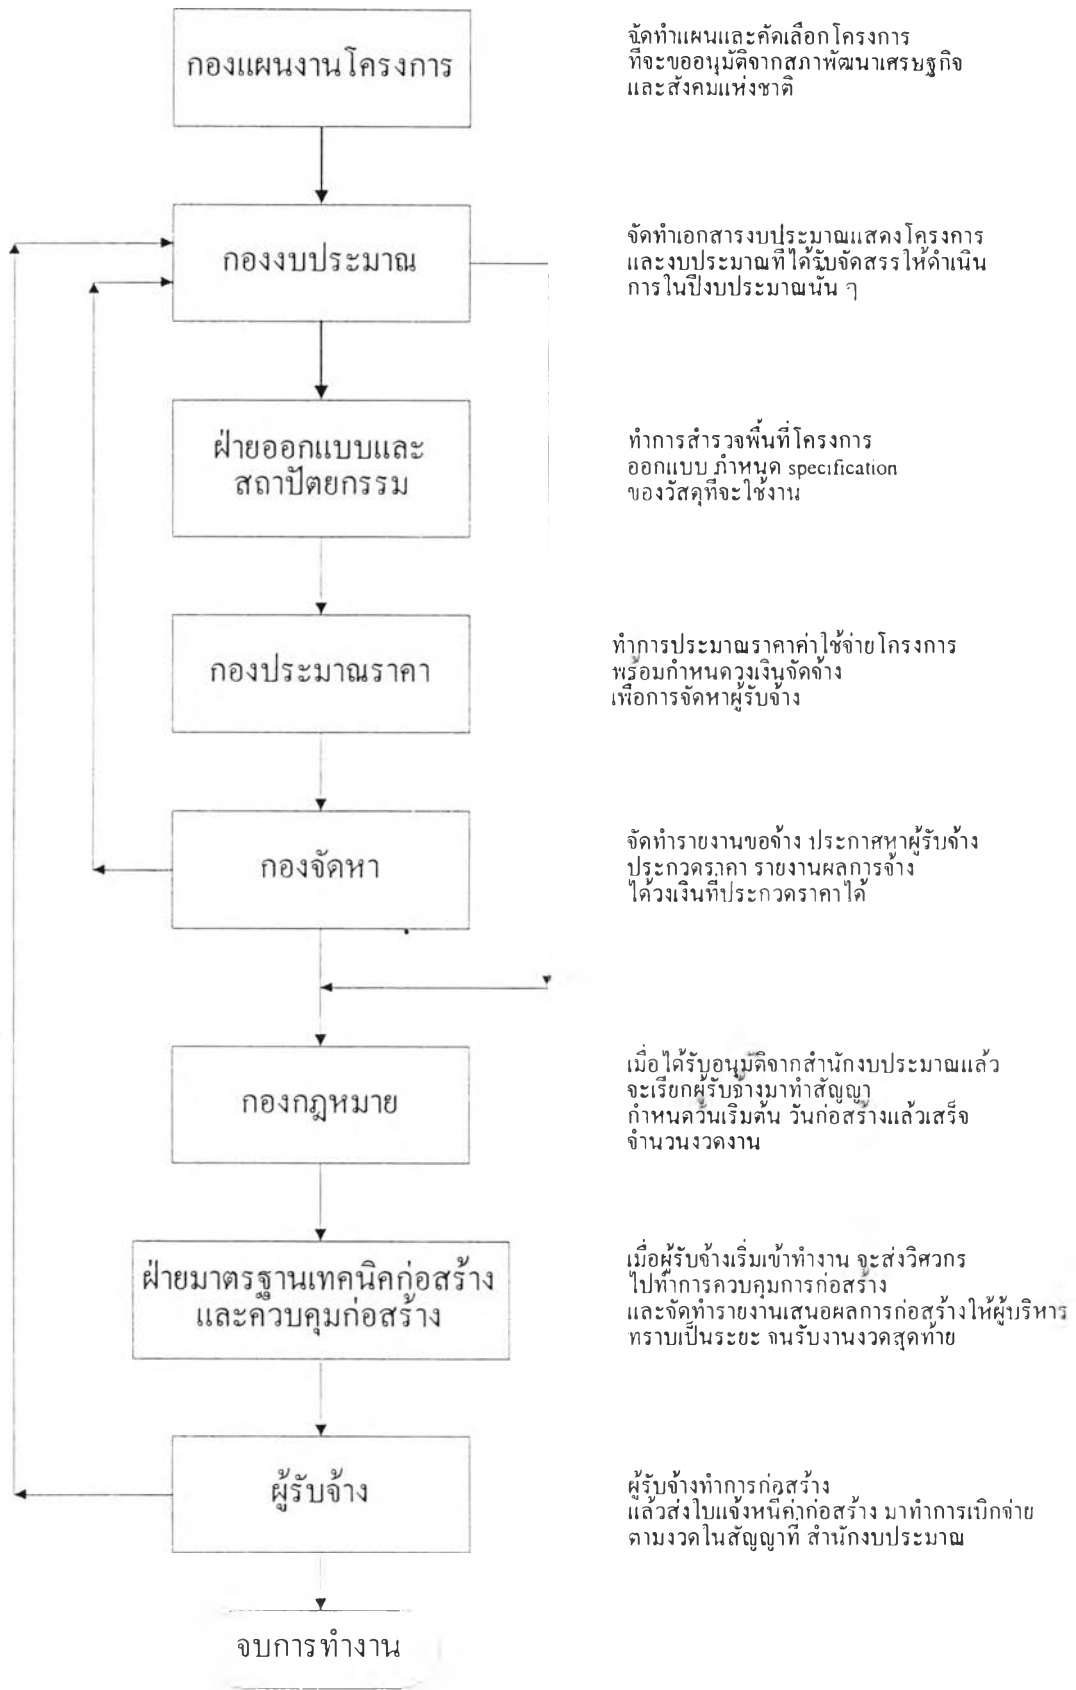 กองแผนงานโครงการ
จัดทำแผนและคัดเลือกโครงการ
ที่จะขออนุมัติจากสภาพัฒนาเศรษฐกิจ
และสังคมแห่งชาติ
กองงบประมาณ
จัดทำเอกสารงบประมาณแสดงโครงการ
และงบประมาณที่ได้รับจัดสรรให้ดำเนิน
การในปีงบประมาณนั้น ๆ
ฝ่ายออกแบบและ
สถาปัตยกรรม
ทำการสำรวจพื้นที่โครงการ
ออกแบบ กำหนด specification
ของวัสดุที่จะใช้งาน
กองประมาณราคา
ทำการประมาณราคาค่าใช้จ่ายโครงการ
พร้อมกำหนดวงเงินจัดจ้าง
เพื่อการจัดหาผู้รับจ้าง
กองจัดหา
จัดทำรายงานขอจ้าง ประกาศหาผู้รับจ้าง
ประกวดราคา รายงานผลการจ้าง
ได้วงเงินที่ประกวดราคาได้
กองกฎหมาย
เมื่อได้รับอนุมัติจากสำนักงบประมาณแล้ว
จะเรียกผู้รับจ้างมาทำสัญญา
กำหนดวันเริ่มต้น วันก่อสร้างแล้วเสร็จ
จำนวนงวดงาน
ฝ่ายมาตรฐานเทคนิคก่อสร้าง
และควบคุมก่อสร้าง
เมื่อผู้รับจ้างเริ่มเข้าทำงาน จะส่งวิศวกร
ไปทำการควบคุมการก่อสร้าง
และจัดทำรายงานเสนอผลการก่อสร้างให้ผู้บริหาร
ทราบเป็นระยะ จนรับงานงวดสุดท้าย
ผู้รับจ้าง
ผู้รับจ้างทำการก่อสร้าง
แล้วส่งใบแจ้งหนี้ค่าก่อสร้าง มาทำการเบิกจ่าย
ตามงวดในสัญญาที่ สำนักงบประมาณ
จบการทำงาน